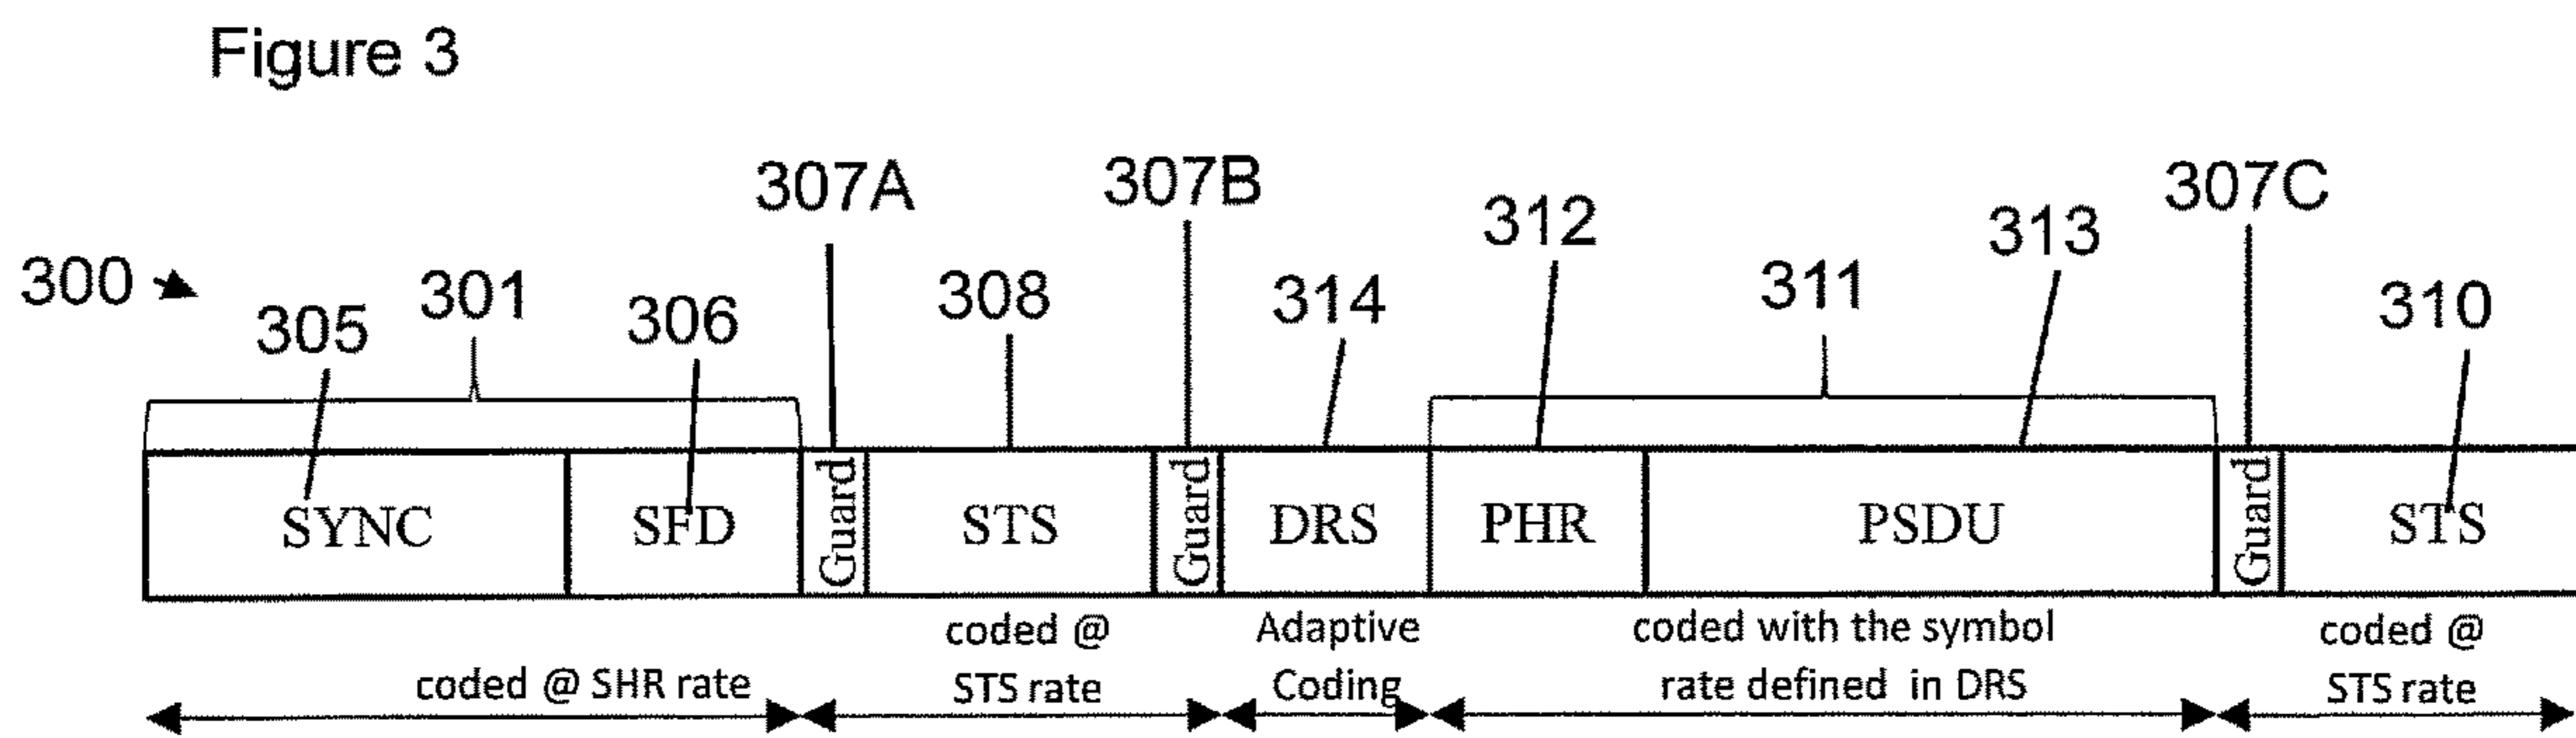 Figure 3
307A 307B 307C
312 313
300 301 308 314 311 310
305 306
SYNC SFD Guard STS Guard DRS PHR PSDU Guard STS
coded @ Adaptive coded with the symbol coded @
coded @ SHR rate STS rate Coding rate defined in DRS STS rate